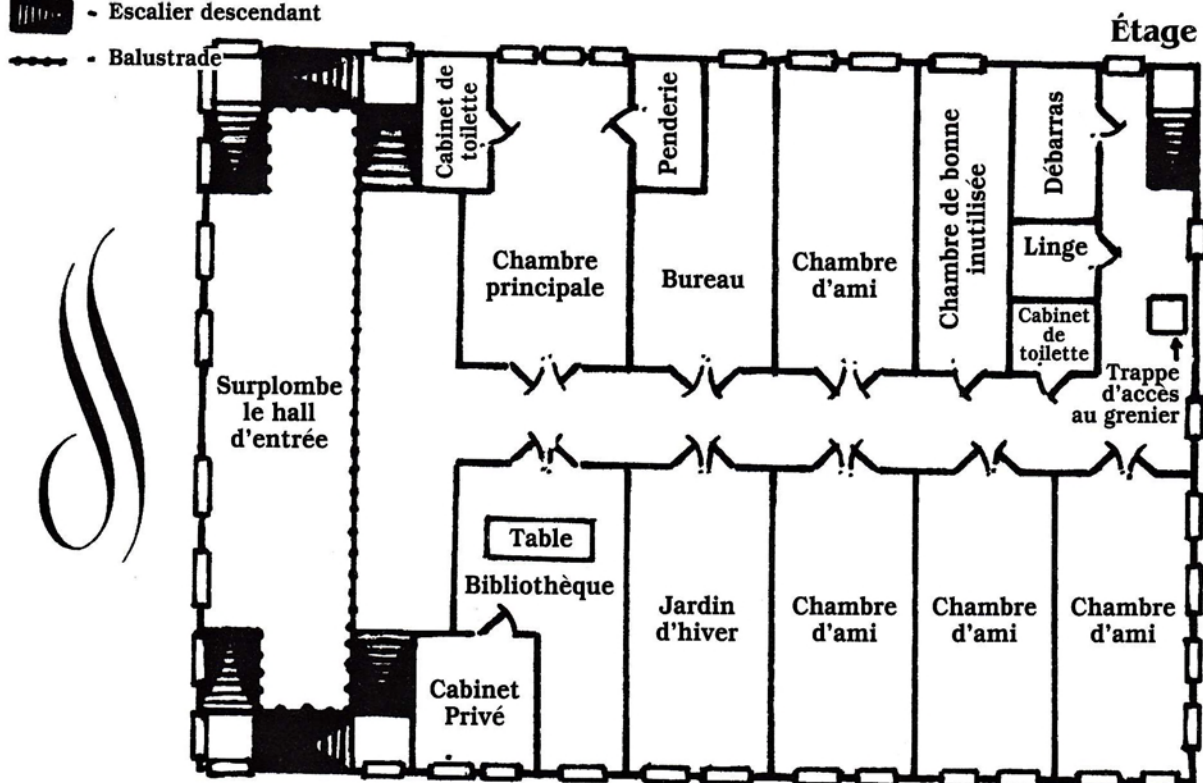 - Escalier descendant
- Balustrade
Étage
Cabinet de
toilette
Penderie
Chambre de bonne
inutilisée
Débarras
Linge
Cabinet
de
toilette
Chambre
principale
Bureau
Chambre
d'ami
Trappe
d'accès
au grenier
Surplombe
le hall
d'entrée
Table
Bibliothèque
Cabinet
Privé
Jardin
d'hiver
Chambre
d'ami
Chambre
d'ami
Chambre
d'ami